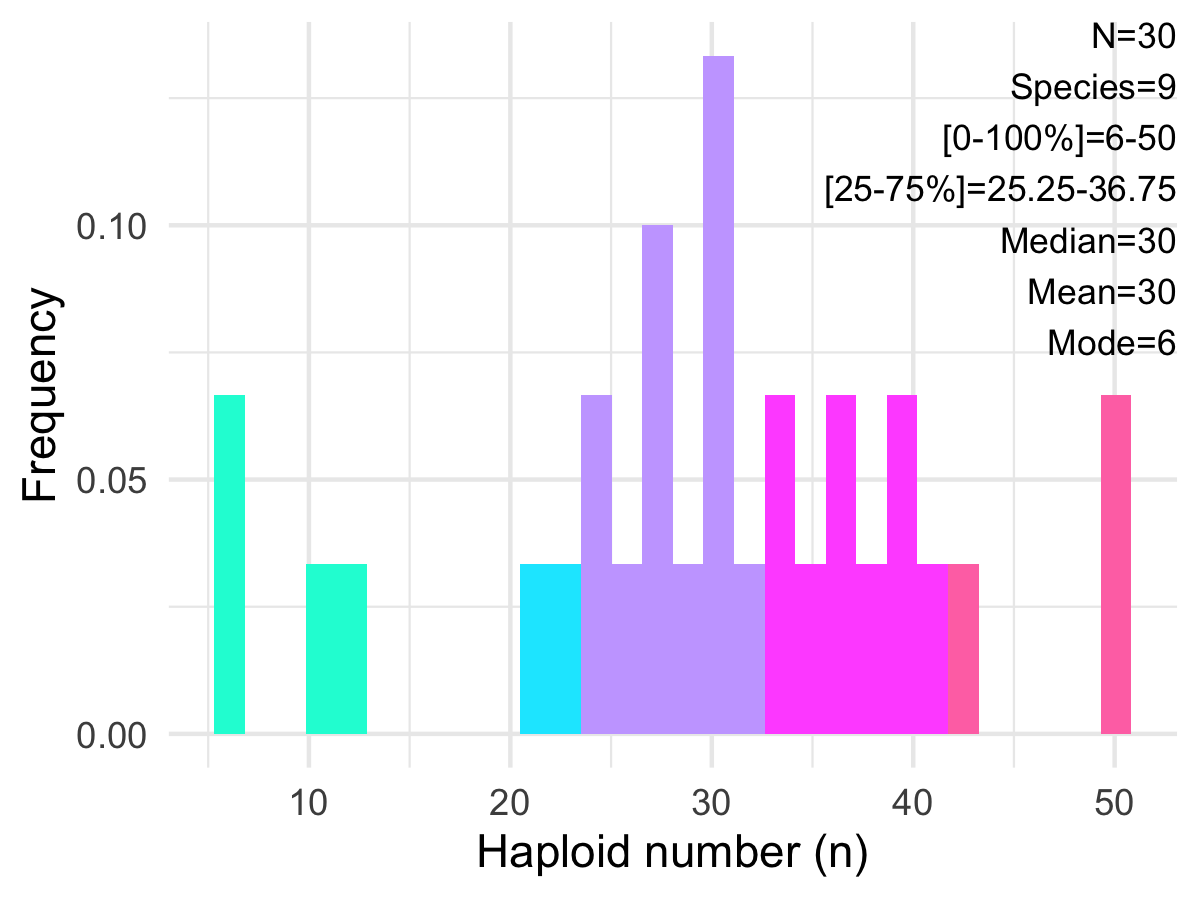 N=30
Species=9
[0-100%]=6-50
[25-75%]=25.25-36.75
Median=30
Mean=30
Mode=6
0.10
0.05
0.00
Frequency
10 20 30 40 50
Haploid number (n)